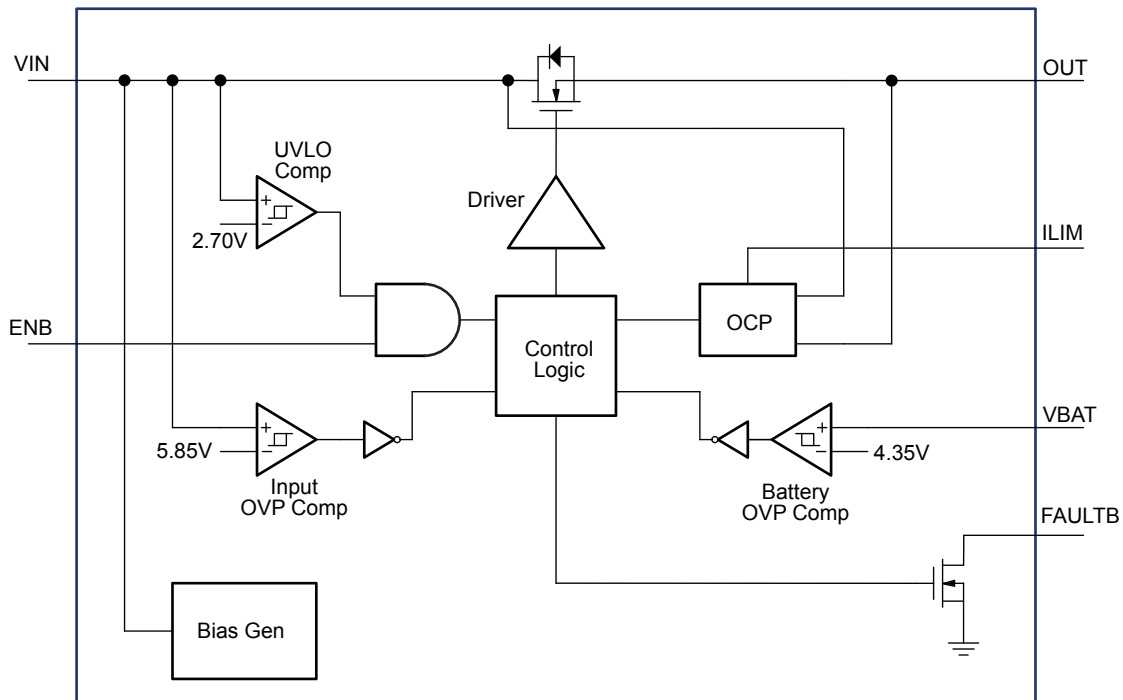 VIN
OUT
UVLO
Comp
+
−
2.70V
Driver
ILIM
OCP
ENB
Control
Logic
VBAT
+
−
5.85V
+
−
4.35V
Input
OVP Comp
Battery
OVP Comp
FAULTB
Bias Gen